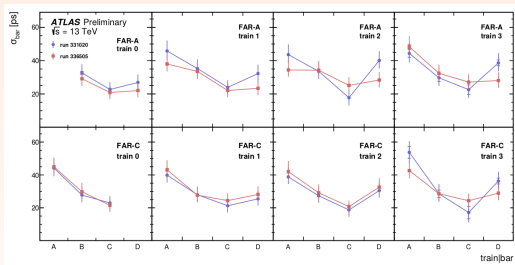 σbar [ps]
ATLAS Preliminary
√s = 13 TeV
run 331020
run 336505
FAR-A
train 0
FAR-A
train 1
FAR-A
train 2
FAR-A
train 3
80
60
40
20
FAR-C
train 0
FAR-C
train 1
FAR-C
train 2
FAR-C
train 3
80
60
40
20
A B C D A B C D A B C D A B C D
train|bar